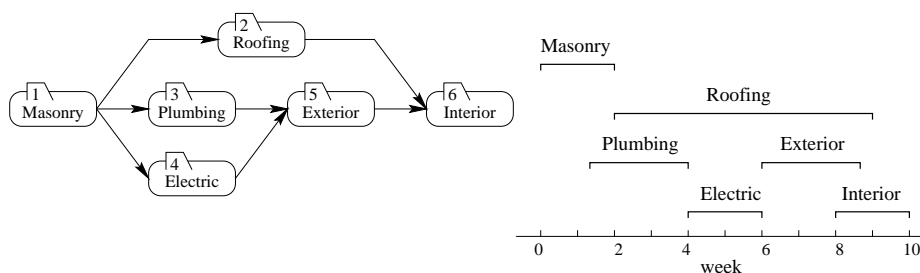 2
Roofing
1
Masonry
3
Plumbing
5
Exterior
6
Interior
4
Electric
Masonry
Roofing
Plumbing
Exterior
Electric
Interior
0 2 4 6 8 10
week